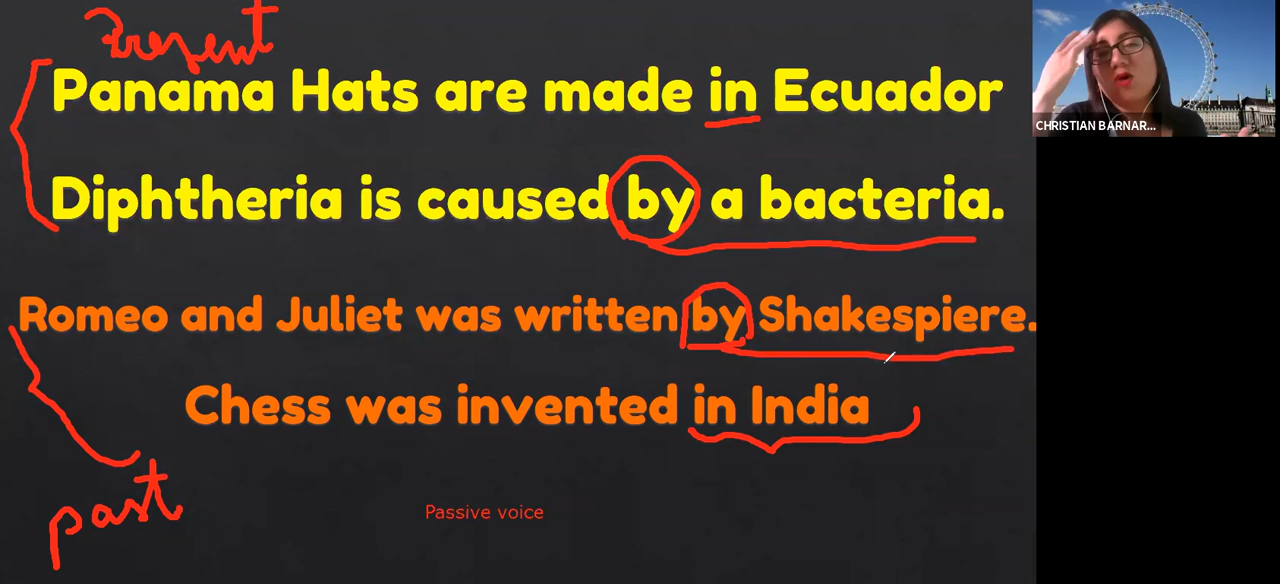 Present
Panama Hats are made in Ecuador
CHRISTIAN BARNAR...
Diphtheria is caused by a bacteria.
Romeo and Juliet was written by Shakespiere.
Chess was invented in India
past
Passive voice